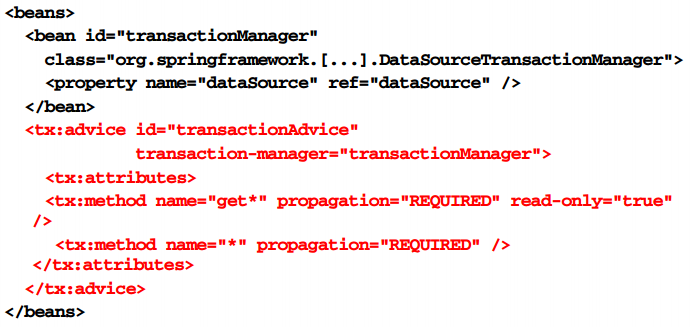 <beans>
<bean id="transactionManager"
class="org.springframework.[...].DataSourceTransactionManager">
<property name="dataSource" ref="dataSource" />
</bean>
<tx:advice id="transactionAdvice"
transaction-manager="transactionManager">
<tx:attributes>
<tx:method name="get*" propagation="REQUIRED" read-only="true"
/>
<tx:method name="*" propagation="REQUIRED" />
</tx:attributes>
</tx:advice>
</beans>